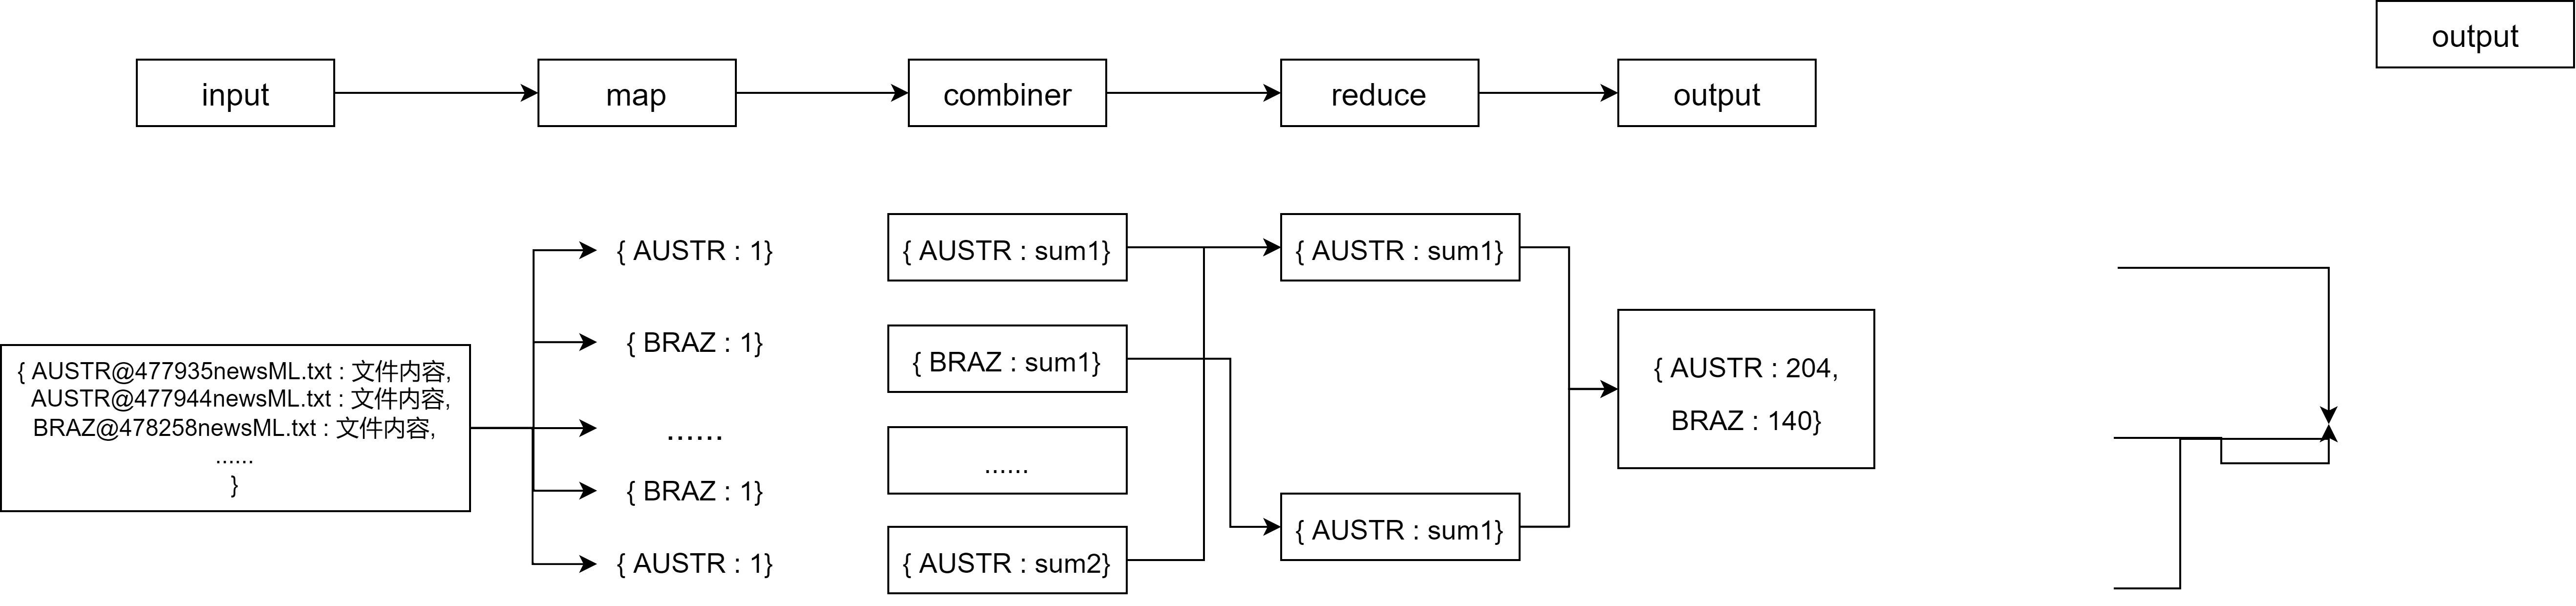 output
input
map
combiner
reduce
output
{ AUSTR@477935newsML.txt : 文件内容,
AUSTR@477944newsML.txt : 文件内容,
BRAZ@478258newsML.txt : 文件内容,
......
}
{ AUSTR : 1}
{ BRAZ : 1}
......
{ BRAZ : 1}
{ AUSTR : 1}
{ AUSTR : sum1}
{ BRAZ : sum1}
......
{ AUSTR : sum2}
{ AUSTR : sum1}
{ AUSTR : sum1}
{ AUSTR : 204,
BRAZ : 140}